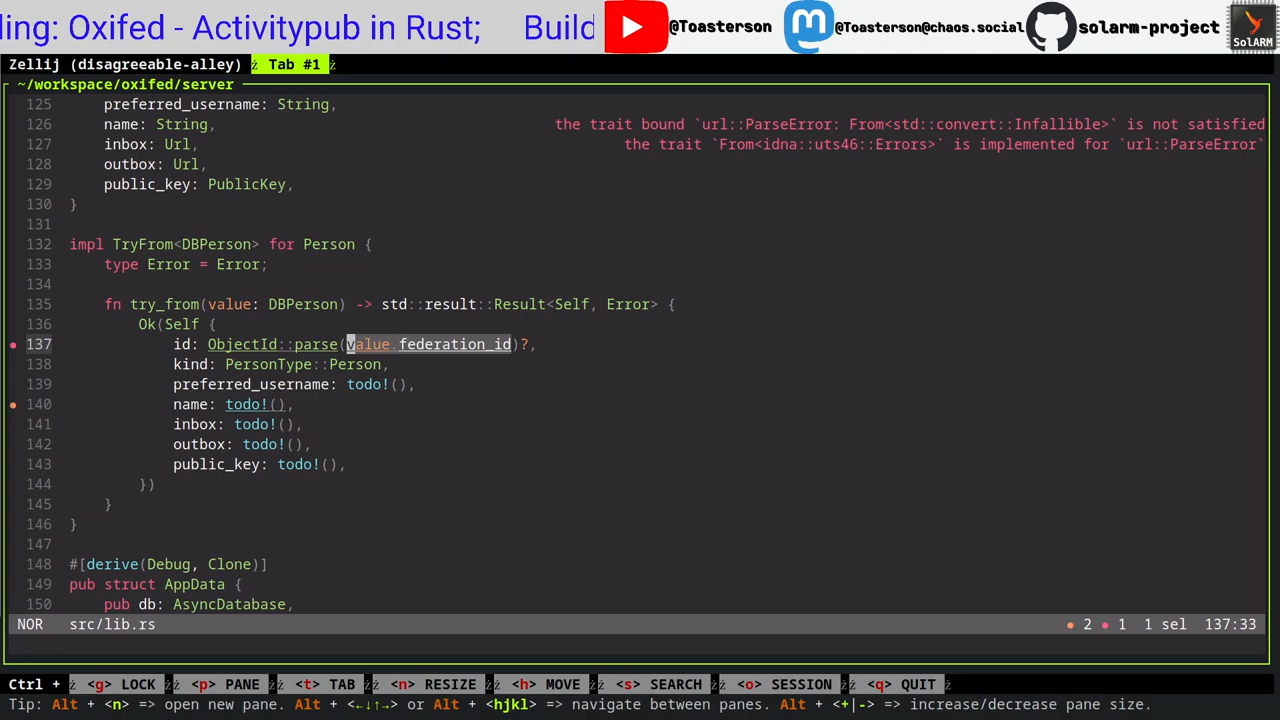 ling: Oxifed - Activitypub in Rust;    Build
@Toasterson @Toasterson@chaos.social solarm-project SolARM
Zellij (disagreeable-alley) Tab #1
~/workspace/oxifed/server
125 preferred_username: String,
126 name: String, the trait bound `url::ParseError: From<std::convert::Infallible>` is not satisfied
127 inbox: Url, the trait `From<idna::uts46::Errors>` is implemented for `url::ParseError`
128 outbox: Url,
129 public_key: PublicKey,
130 }
131
132 impl TryFrom<DBPerson> for Person {
133 type Error = Error;
134
135 fn try_from(value: DBPerson) -> std::result::Result<Self, Error> {
136 Ok(Self {
137 id: ObjectId::parse(value.federation_id)?,
138 kind: PersonType::Person,
139 preferred_username: todo!(),
140 name: todo!(),
141 inbox: todo!(),
142 outbox: todo!(),
143 public_key: todo!(),
144 })
145 }
146 }
147
148 #[derive(Debug, Clone)]
149 pub struct AppData {
150 pub db: AsyncDatabase,
NOR src/lib.rs ● 2 ● 1 1 sel 137:33
Ctrl + <g> LOCK <p> PANE <t> TAB <n> RESIZE <h> MOVE <s> SEARCH <o> SESSION <q> QUIT
Tip: Alt + <n> => open new pane. Alt + <←↓↑→> or Alt + <hjkl> => navigate between panes. Alt + <+|-> => increase/decrease pane size.